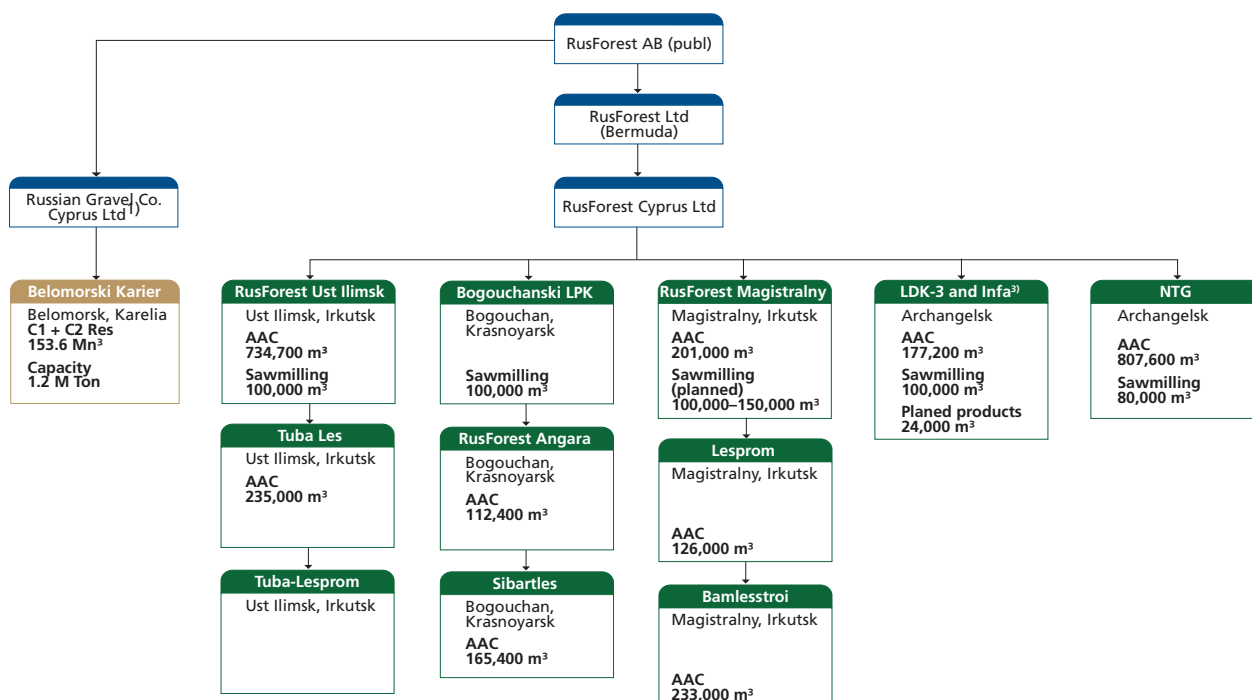 RusForest AB (publ)
RusForest Ltd
(Bermuda)
Russian Gravel Co.
Cyprus Ltd¹⁾
RusForest Cyprus Ltd
Belomorski Karier
Belomorsk, Karelia
C1 + C2 Res
153.6 Mn³
Capacity
1.2 M Ton
RusForest Ust Ilimsk
Ust Ilimsk, Irkutsk
AAC
734,700 m³
Sawmilling
100,000 m³
Tuba Les
Ust Ilimsk, Irkutsk
AAC
235,000 m³
Tuba-Lesprom
Ust Ilimsk, Irkutsk
Bogouchanski LPK
Bogouchan,
Krasnoyarsk
Sawmilling
100,000 m³
RusForest Angara
Bogouchan,
Krasnoyarsk
AAC
112,400 m³
Sibartles
Bogouchan,
Krasnoyarsk
AAC
165,400 m³
RusForest Magistralny
Magistralny, Irkutsk
AAC
201,000 m³
Sawmilling
(planned)
100,000–150,000 m³
Lesprom
Magistralny, Irkutsk
AAC
126,000 m³
Bamlesstroi
Magistralny, Irkutsk
AAC
233,000 m³
LDK-3 and Infa³⁾
Archangelsk
AAC
177,200 m³
Sawmilling
100,000 m³
Planed products
24,000 m³
NTG
Archangelsk
AAC
807,600 m³
Sawmilling
80,000 m³